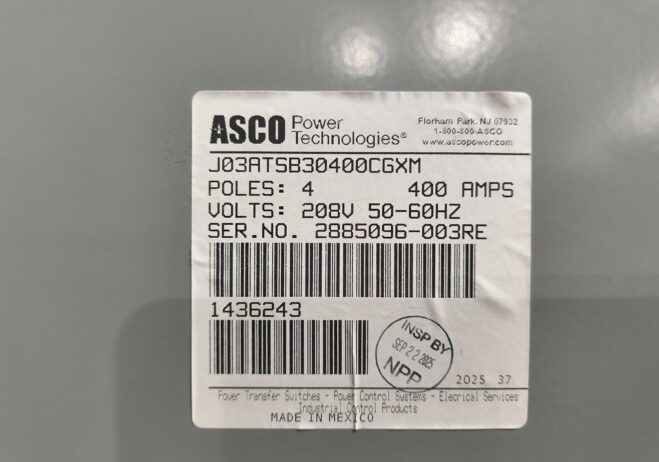 ASCO Power Technologies®
Florham Park, NJ 07932
1-800-800-ASCO
www.ascopower.com
J03ATSB30400CGXM
POLES: 4 400 AMPS
VOLTS: 208V 50-60HZ
SER.NO. 2885096-003RE
1436243
INSP BY
SEP 22 2025
NPP
2025 37
Power Transfer Switches - Power Control Systems - Elecrical Services
Industrial Control Products
MADE IN MEXICO